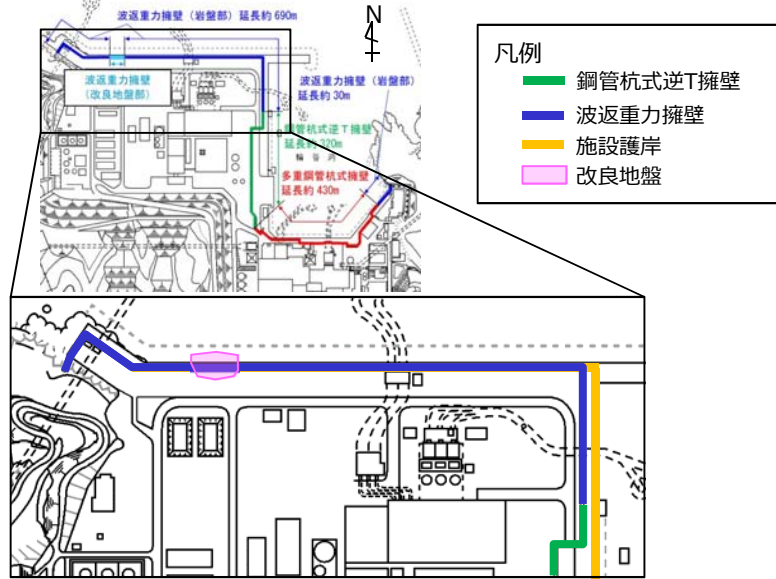 波返重力擁壁(岩盤部)延長約690m
N
波返重力擁壁
(改良地盤部)
波返重力擁壁(岩盤部)
延長約30m
鋼管杭式逆T擁壁
延長約320m
輪谷湾
多重鋼管杭式擁壁
延長約430m
凡例
鋼管杭式逆T擁壁
波返重力擁壁
施設護岸
改良地盤